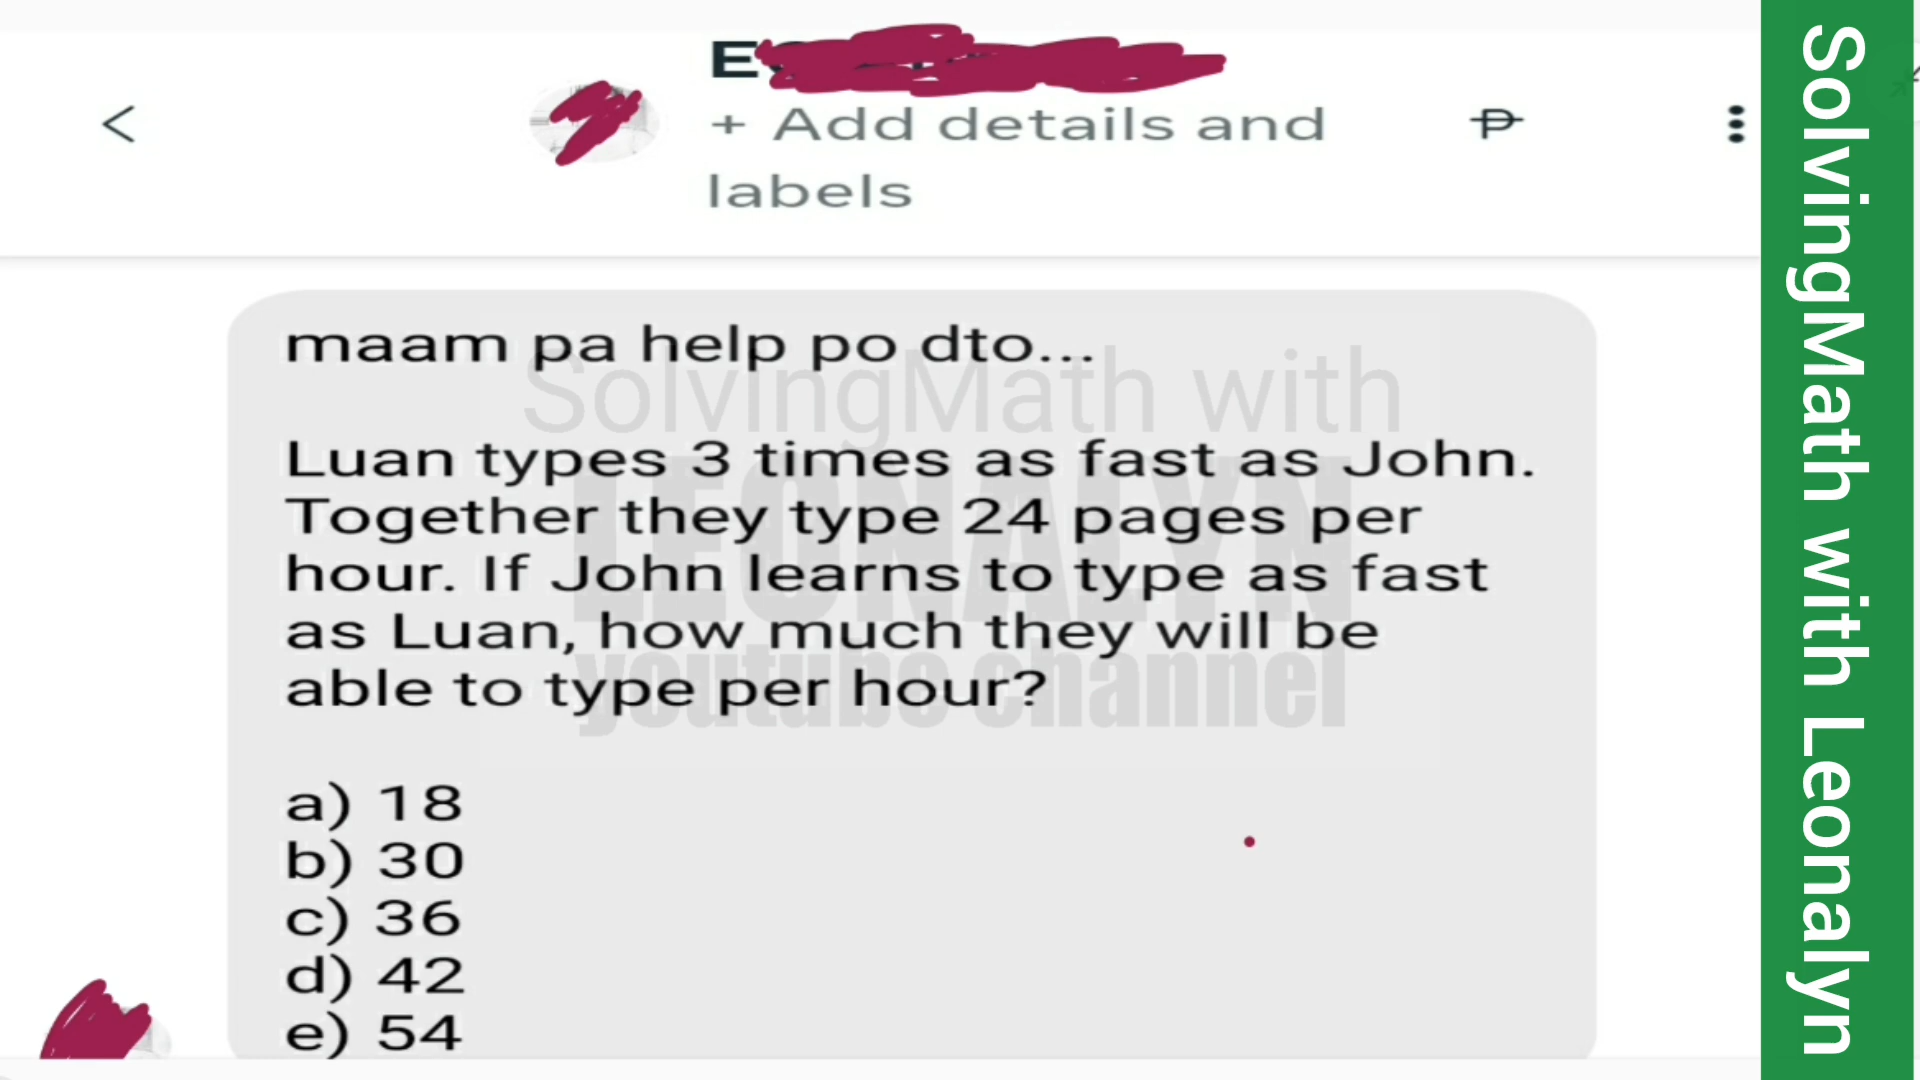 + Add details and
labels
maam pa help po dto...
Luan types 3 times as fast as John.
Together they type 24 pages per
hour. If John learns to type as fast
as Luan, how much they will be
able to type per hour?
a) 18
b) 30
c) 36
d) 42
e) 54
SolvingMath with
LEONALYN
youtube channel
SolvingMath with Leonalyn